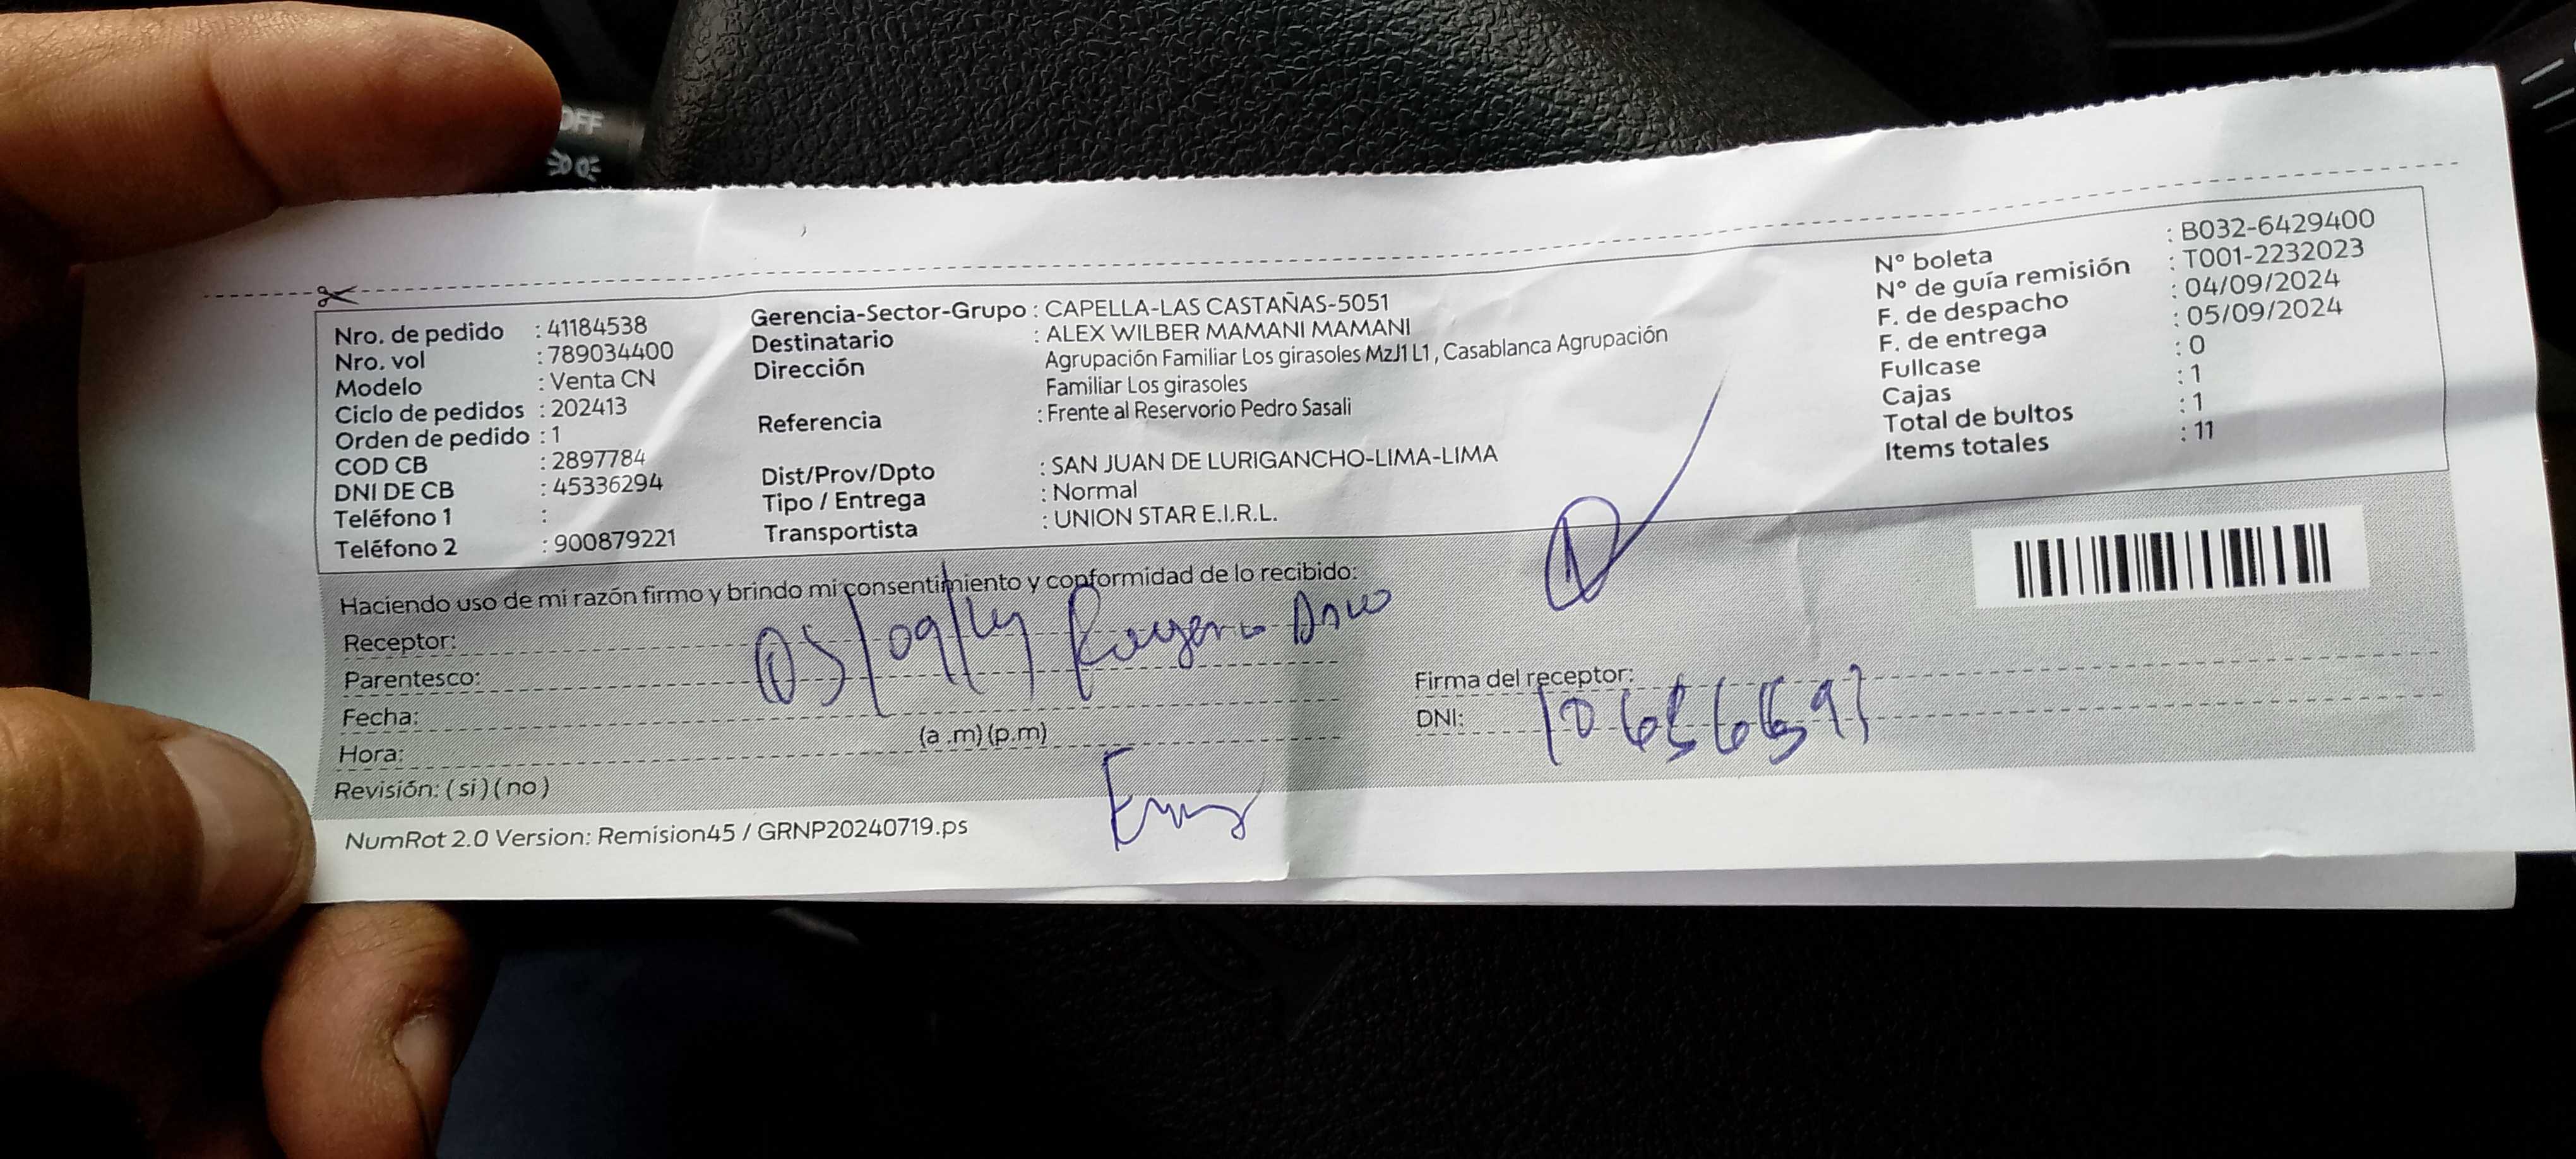 OFF
Nro. de pedido : 41184538
Nro. vol : 789034400
Modelo : Venta CN
Ciclo de pedidos : 202413
Orden de pedido : 1
COD CB : 2897784
DNI DE CB : 45336294
Teléfono 1 :
Teléfono 2 : 900879221
Gerencia-Sector-Grupo : CAPELLA-LAS CASTAÑAS-5051
Destinatario : ALEX WILBER MAMANI MAMANI
Dirección Agrupación Familiar Los girasoles MzJ1 L1 , Casablanca Agrupación
Familiar Los girasoles
Referencia : Frente al Reservorio Pedro Sasali
Dist/Prov/Dpto : SAN JUAN DE LURIGANCHO-LIMA-LIMA
Tipo / Entrega : Normal
Transportista : UNION STAR E.I.R.L.
N° boleta : B032-6429400
N° de guía remisión : T001-2232023
F. de despacho : 04/09/2024
F. de entrega : 05/09/2024
Fullcase : 0
Cajas : 1
Total de bultos : 1
Items totales : 11
Haciendo uso de mi razón firmo y brindo mi consentimiento y conformidad de lo recibido:
Receptor:
Parentesco:
Fecha:
Hora: (a .m) (p.m)
Revisión: ( si ) ( no )
Firma del receptor:
DNI:
NumRot 2.0 Version: Remision45 / GRNP20240719.ps